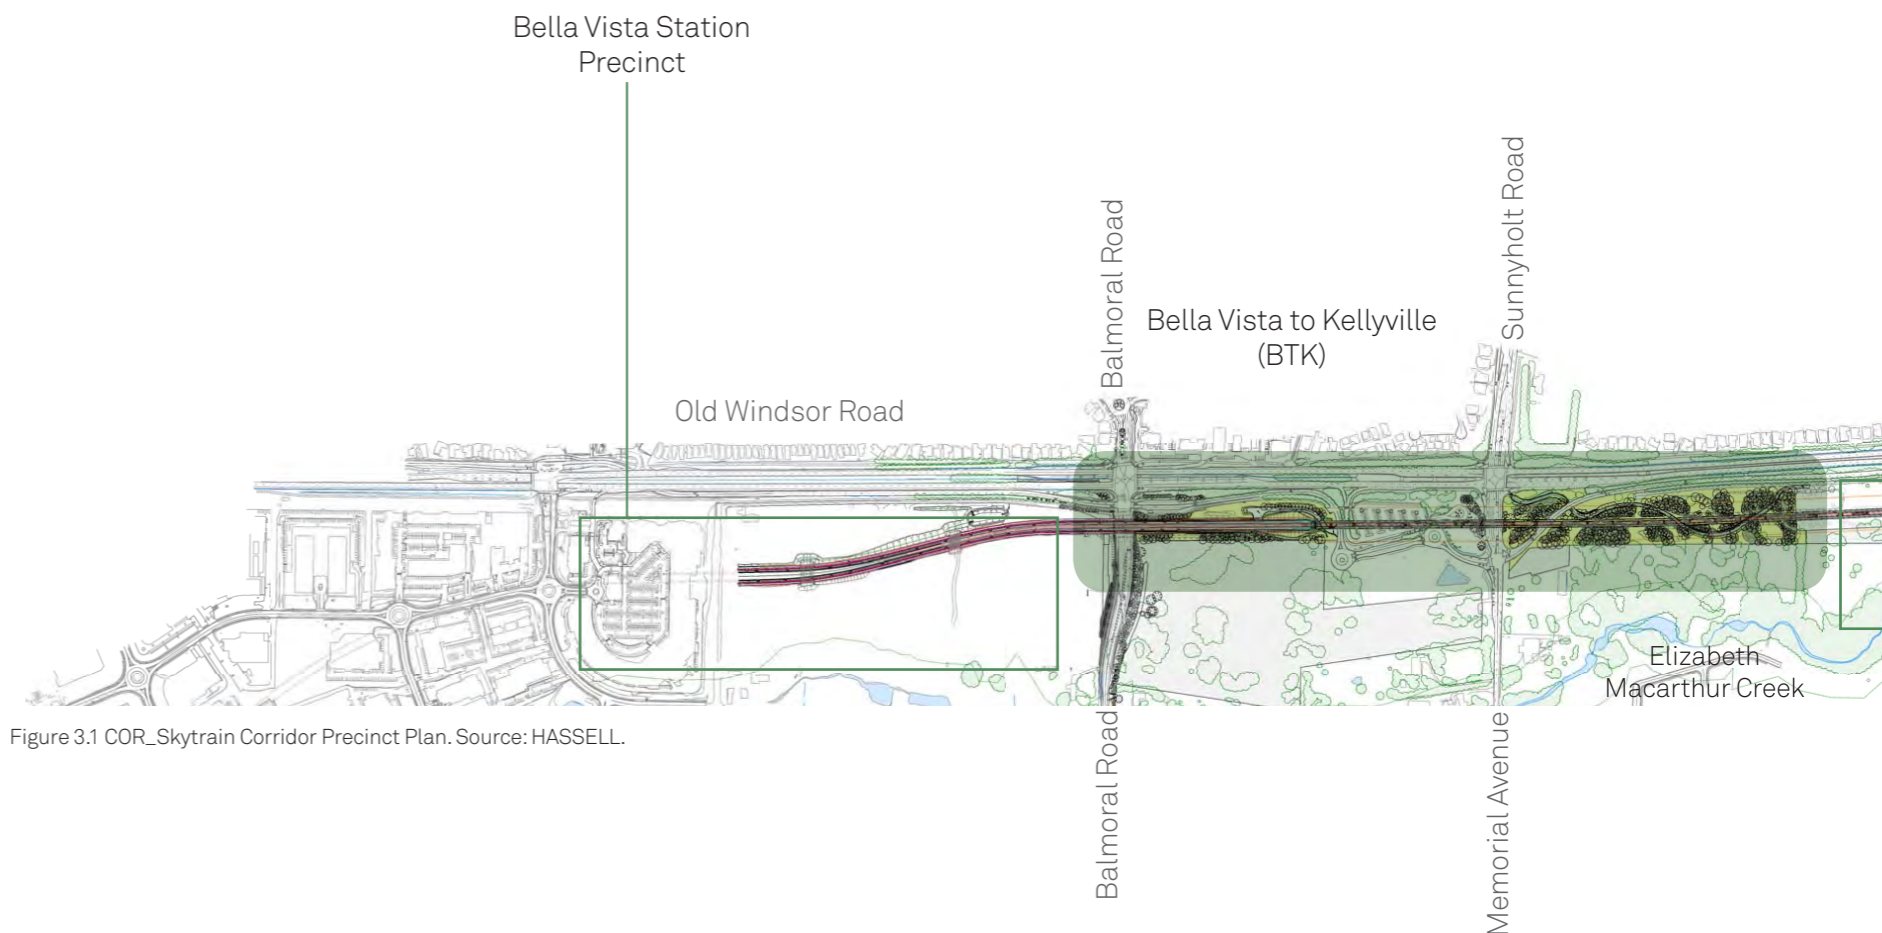 Bella Vista Station
Precinct
Sunnyholt Road
Balmoral Road
Bella Vista to Kellyville
(BTK)
Old Windsor Road
Elizabeth
Macarthur Creek
Figure 3.1 COR_Skytrain Corridor Precinct Plan. Source: HASSELL.
Balmoral Road
Memorial Avenue